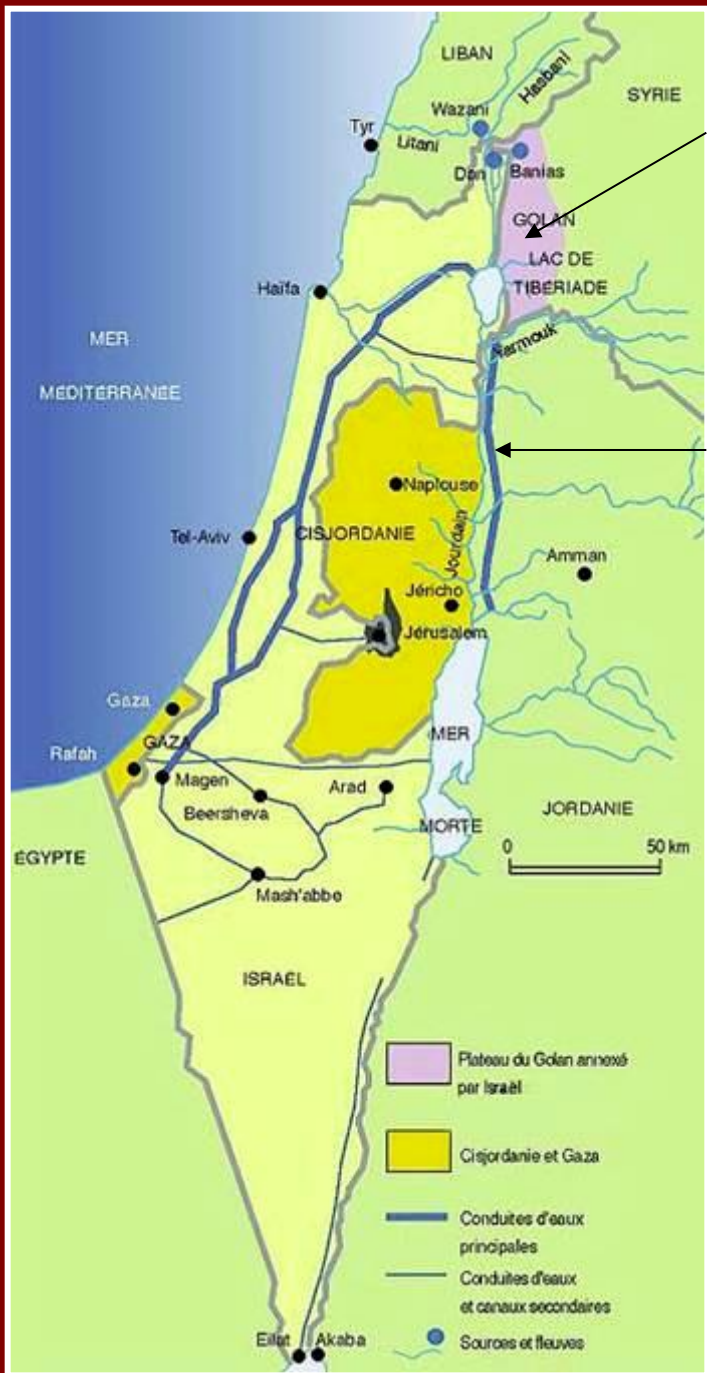 LIBAN
Hasbani
SYRIE
Wazani
Tyr
Litani
Dan
Banias
GOLAN
LAC DE
TIBÉRIADE
Haïfa
Yarmouk
MER
MÉDITERRANÉE
Naplouse
Tel-Aviv
CISJORDANIE
Jourdain
Amman
Jéricho
Jérusalem
Gaza
GAZA
Rafah
MER
Magen
Arad
Beersheva
MORTE
JORDANIE
0 50 km
ÉGYPTE
Mash'abbe
ISRAËL
Plateau du Golan annexé
par Israël
Cisjordanie et Gaza
Conduites d'eaux
principales
Conduites d'eaux
et canaux secondaires
Sources et fleuves
Eilat
Akaba